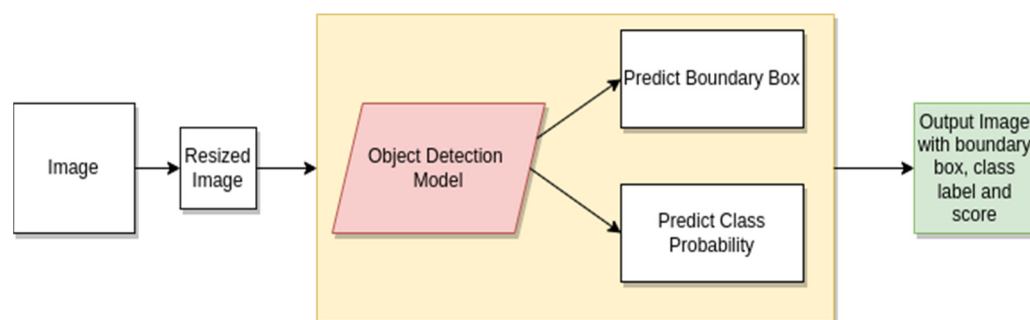 Image
Resized
Image
Object Detection
Model
Predict Boundary Box
Predict Class
Probability
Output Image
with boundary
box, class
label and
score